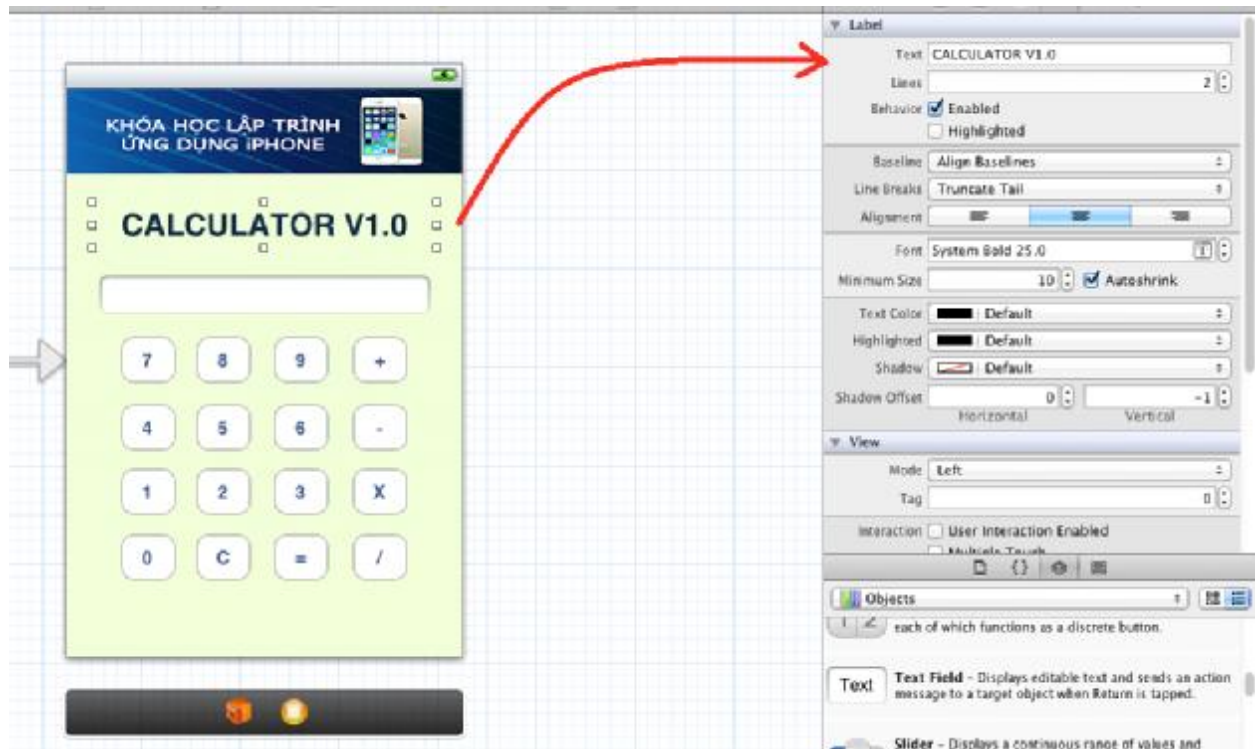 KHÓA HỌC LẬP TRÌNH
ỨNG DỤNG iPHONE
CALCULATOR V1.0
7 8 9 +
4 5 6 -
1 2 3 X
0 C = /
Label
Text CALCULATOR V1.0
Lines 2
Behavior Enabled
Highlighted
Baseline Align Baselines
Line Breaks Truncate Tail
Alignment
Font System Bold 25.0 T
Minimum Size 10 Autoshrink
Text Color Default
Highlighted Default
Shadow Default
Shadow Offset 0 -1
Horizontal Vertical
View
Mode Left
Tag 0
Interaction User Interaction Enabled
Multiple Touch
{}
Objects
1 2 each of which functions as a discrete button.
Text Text Field - Displays editable text and sends an action
message to a target object when Return is tapped.
Slider - Displays a continuous range of values and